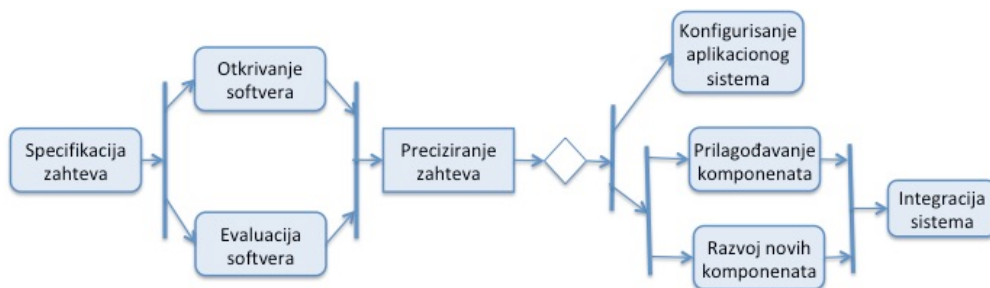 Specifikacija
zahteva
Otkrivanje
softvera
Evaluacija
softvera
Preciziranje
zahteva
Konfigurisanje
aplikacionog
sistema
Prilagođavanje
komponenata
Razvoj novih
komponenata
Integracija
sistema